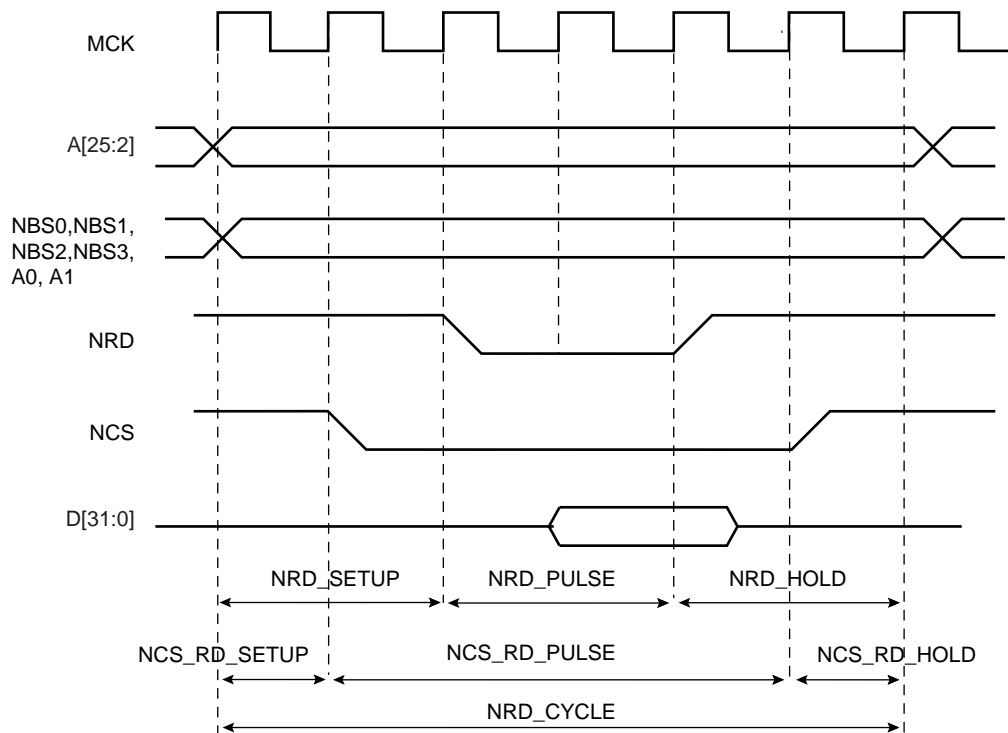 MCK
A[25:2]
NBS0,NBS1,
NBS2,NBS3,
A0, A1
NRD
NCS
D[31:0]
NRD_SETUP
NRD_PULSE
NRD_HOLD
NCS_RD_SETUP
NCS_RD_PULSE
NCS_RD_HOLD
NRD_CYCLE